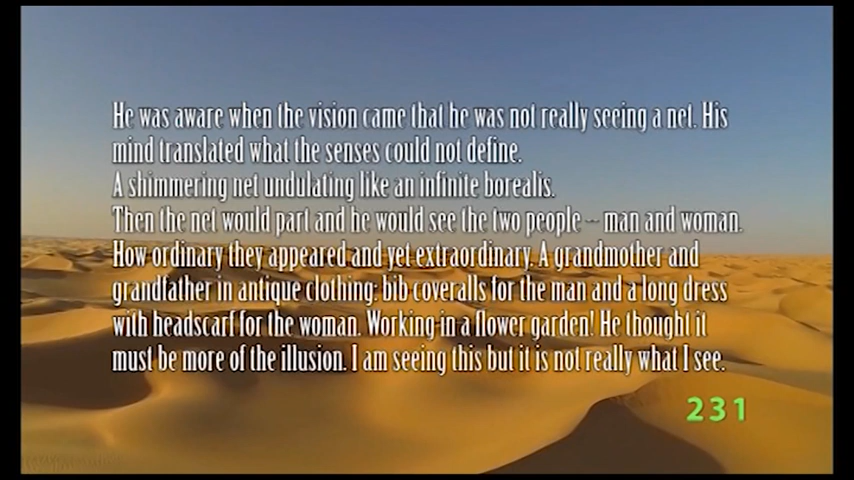 He was aware when the vision came that he was not really seeing a net. His
mind translated what the senses could not define.
A shimmering net undulating like an infinite borealis.
Then the net would part and he would see the two people -- man and woman.
How ordinary they appeared and yet extraordinary. A grandmother and
grandfather in antique clothing: bib coveralls for the man and a long dress
with headscarf for the woman. Working in a flower garden! He thought it
must be more of the illusion. I am seeing this but it is not really what I see.
231